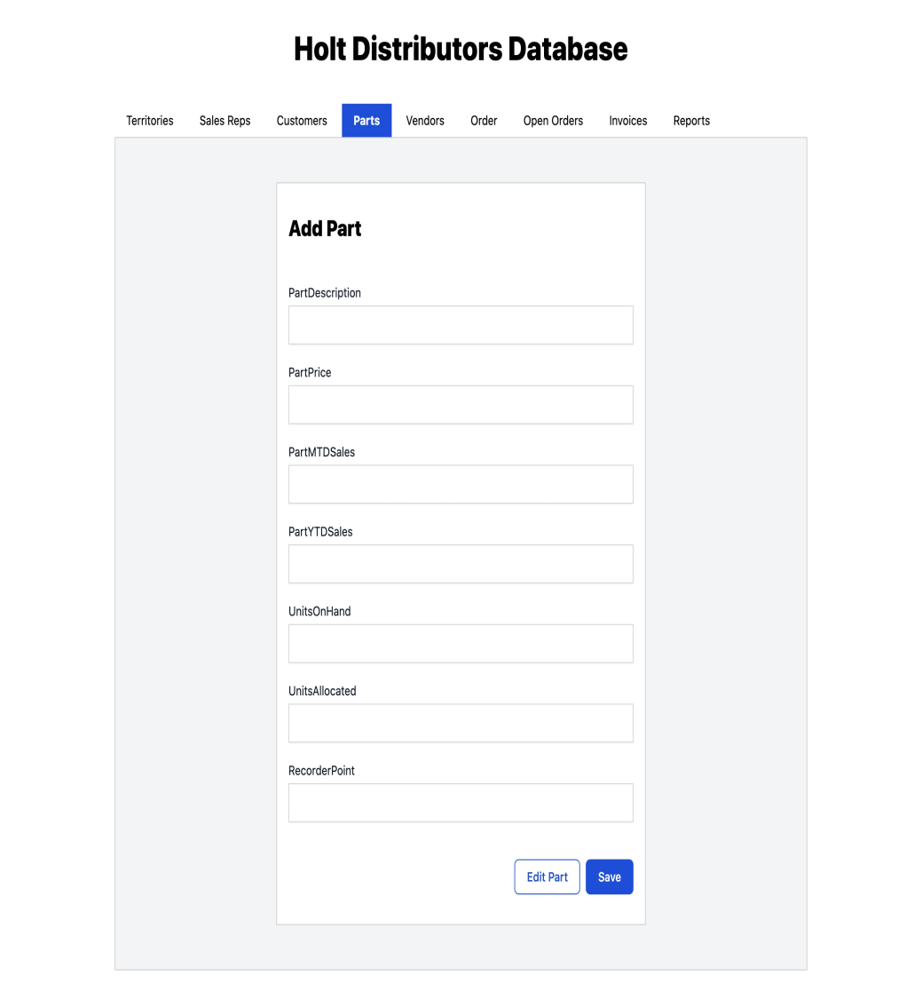 Holt Distributors Database
Territories Sales Reps Customers Parts Vendors Order Open Orders Invoices Reports
Add Part
PartDescription
PartPrice
PartMTDSales
PartYTDSales
UnitsOnHand
UnitsAllocated
RecorderPoint
Edit Part Save